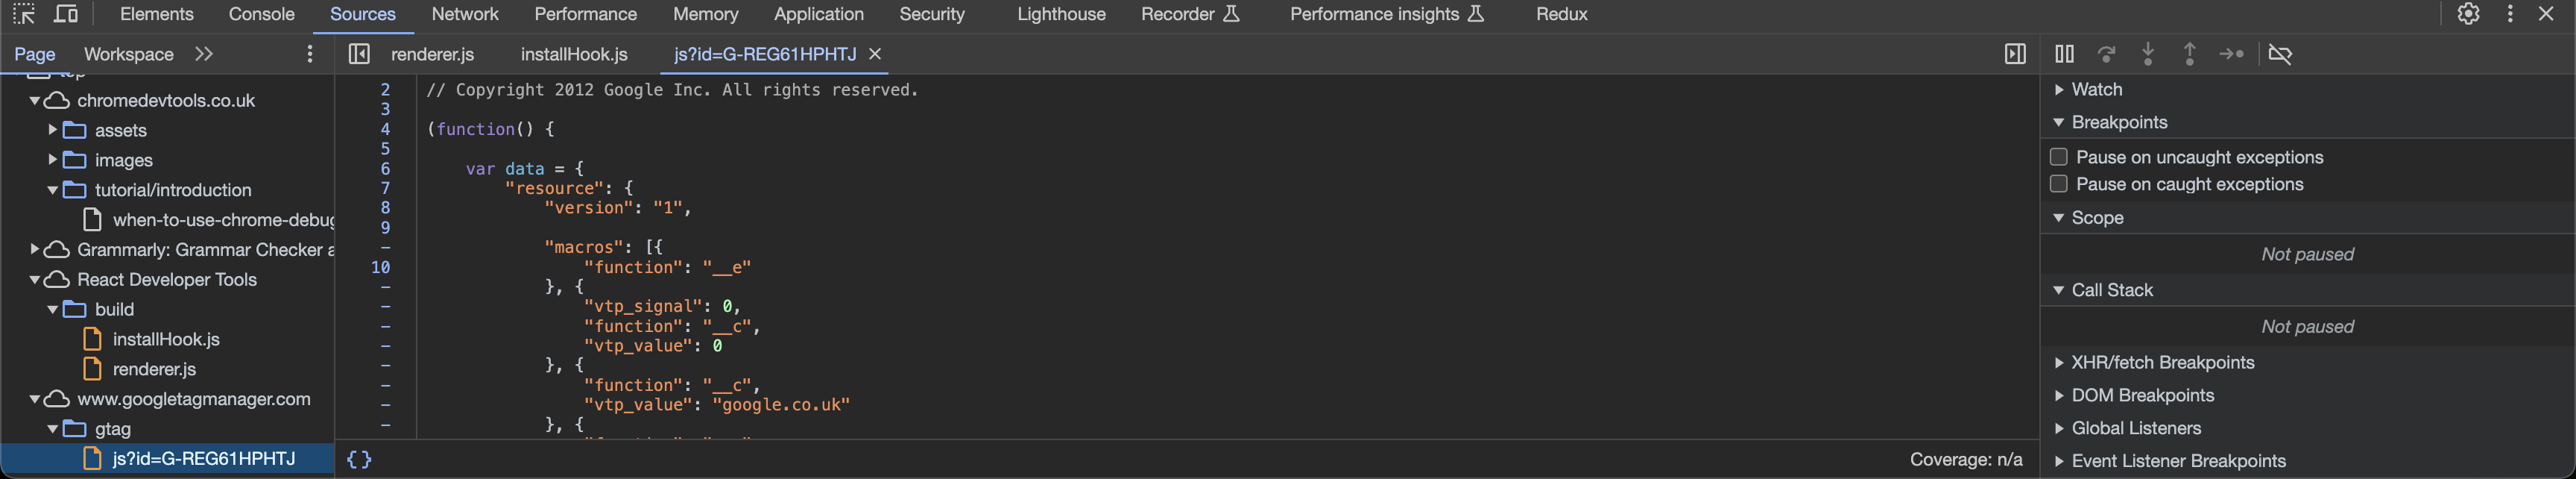 Elements Console Sources Network Performance Memory Application Security Lighthouse Recorder Performance insights Redux
Page Workspace
renderer.js installHook.js js?id=G-REG61HPHTJ
top
chromedevtools.co.uk
assets
images
tutorial/introduction
when-to-use-chrome-debug
Grammarly: Grammar Checker a
React Developer Tools
build
installHook.js
renderer.js
www.googletagmanager.com
gtag
js?id=G-REG61HPHTJ
2 // Copyright 2012 Google Inc. All rights reserved.
3
4 (function() {
5
6 var data = {
7 "resource": {
8 "version": "1",
9
- "macros": [{
10 "function": "__e"
- }, {
- "vtp_signal": 0,
- "function": "__c",
- "vtp_value": 0
- }, {
- "function": "__c",
- "vtp_value": "google.co.uk"
- }, {
{}
Coverage: n/a
Watch
Breakpoints
Pause on uncaught exceptions
Pause on caught exceptions
Scope
Not paused
Call Stack
Not paused
XHR/fetch Breakpoints
DOM Breakpoints
Global Listeners
Event Listener Breakpoints